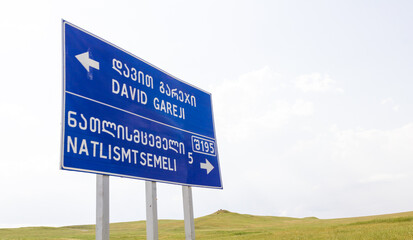 დავით გარეჯი
DAVID GAREJI
ნათლისმცემელი შ195
NATLISMTSEMELI 5